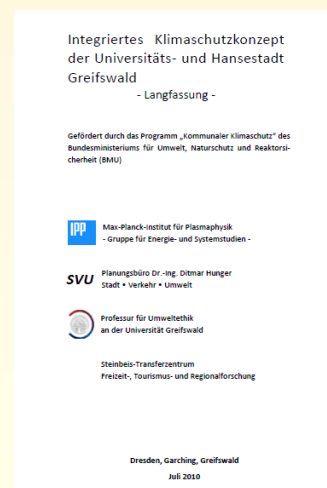 Integriertes Klimaschutzkonzept
der Universitäts- und Hansestadt
Greifswald
- Langfassung -
Gefördert durch das Programm „Kommunaler Klimaschutz" des
Bundesministeriums für Umwelt, Naturschutz und Reaktorsi-
cherheit (BMU)
IPP
Max-Planck-Institut für Plasmaphysik
- Gruppe für Energie- und Systemstudien -
SVU
Planungsbüro Dr.-Ing. Ditmar Hunger
Stadt • Verkehr • Umwelt
Professur für Umweltethik
an der Universität Greifswald
Steinbeis-Transferzentrum
Freizeit-, Tourismus- und Regionalforschung
Dresden, Garching, Greifswald
Juli 2010